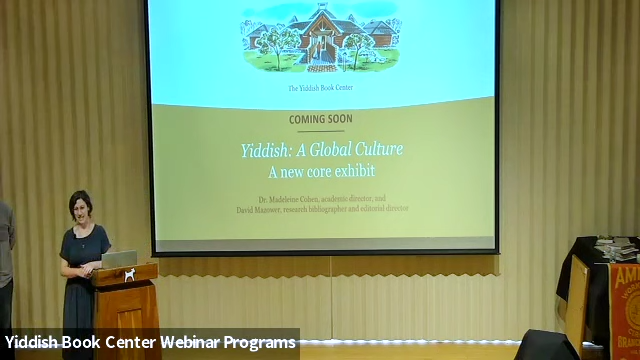 The Yiddish Book Center
COMING SOON
Yiddish: A Global Culture
A new core exhibit
Dr. Madeleine Cohen, academic director, and
David Mazower, research bibliographer and editorial director
Yiddish Book Center Webinar Programs